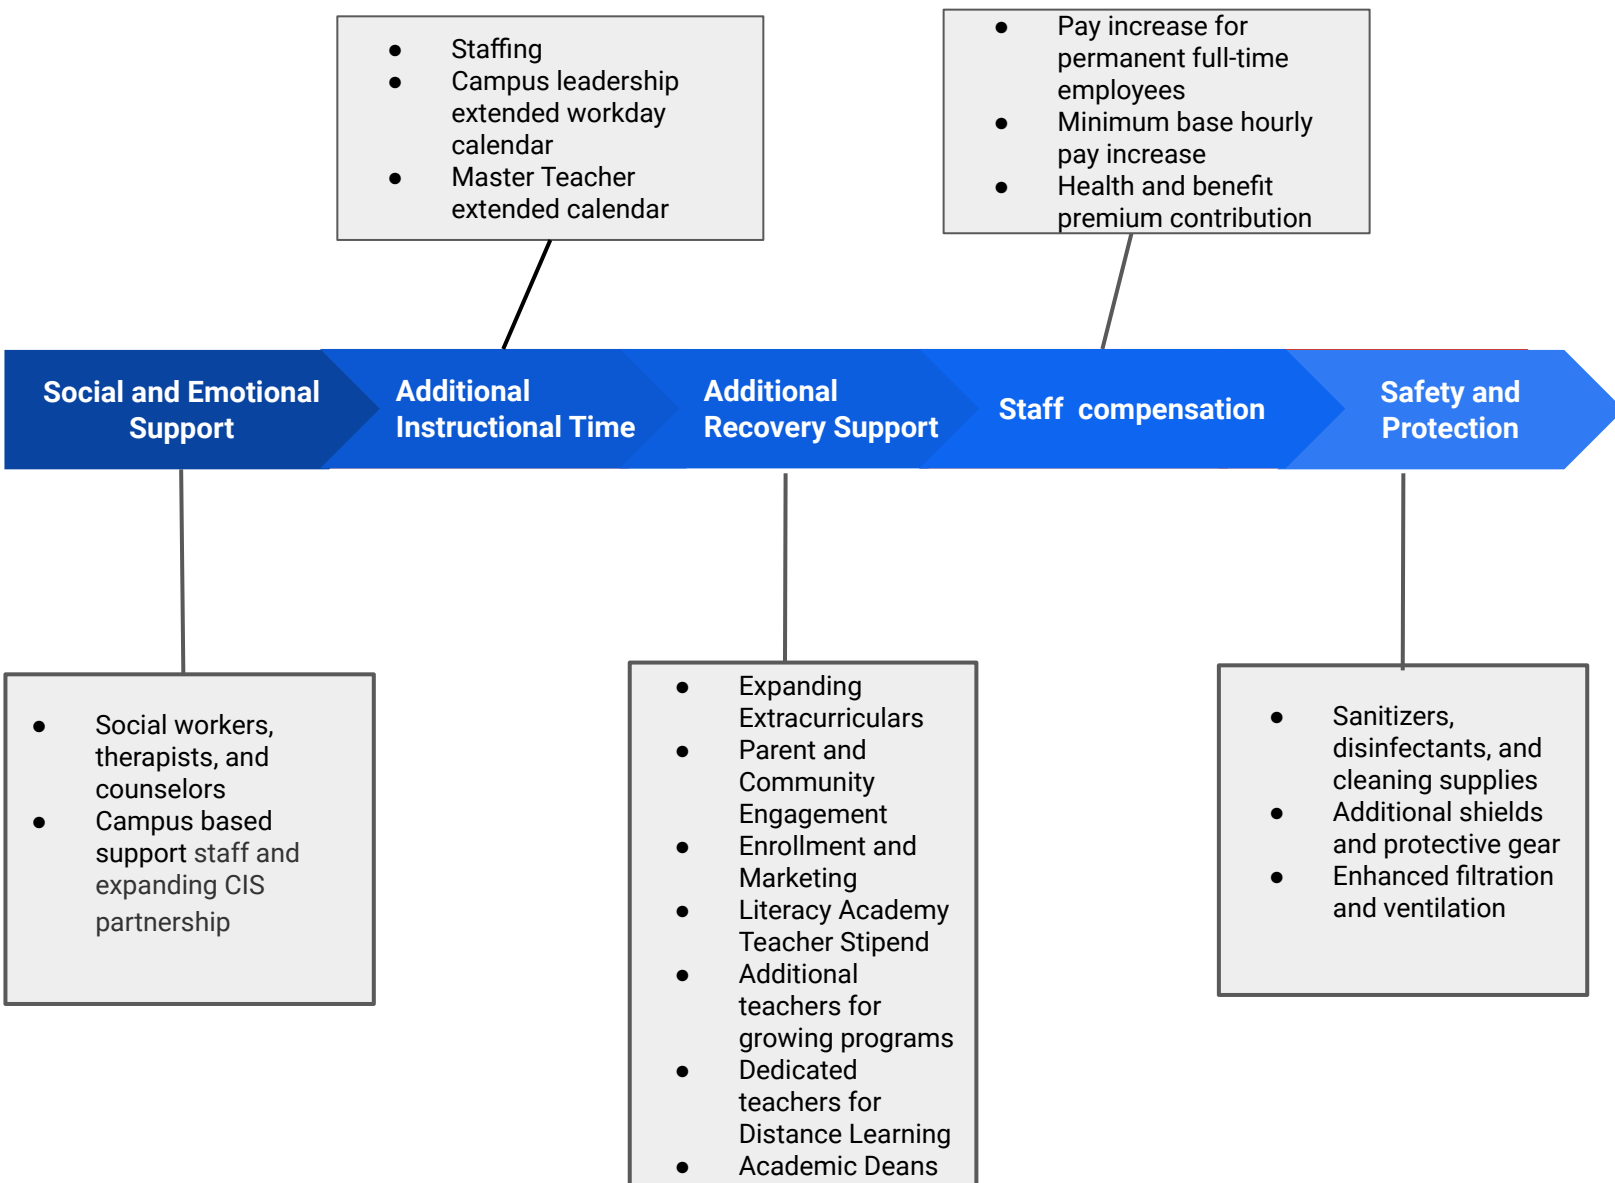 ● Staffing
● Campus leadership
extended workday
calendar
● Master Teacher
extended calendar
● Pay increase for
permanent full-time
employees
● Minimum base hourly
pay increase
● Health and benefit
premium contribution
Social and Emotional
Support
Additional
Instructional Time
Additional
Recovery Support
Staff compensation
Safety and
Protection
● Social workers,
therapists, and
counselors
● Campus based
support staff and
expanding CIS
partnership
● Expanding
Extracurriculars
● Parent and
Community
Engagement
● Enrollment and
Marketing
● Literacy Academy
Teacher Stipend
● Additional
teachers for
growing programs
● Dedicated
teachers for
Distance Learning
● Academic Deans
● Sanitizers,
disinfectants, and
cleaning supplies
● Additional shields
and protective gear
● Enhanced filtration
and ventilation